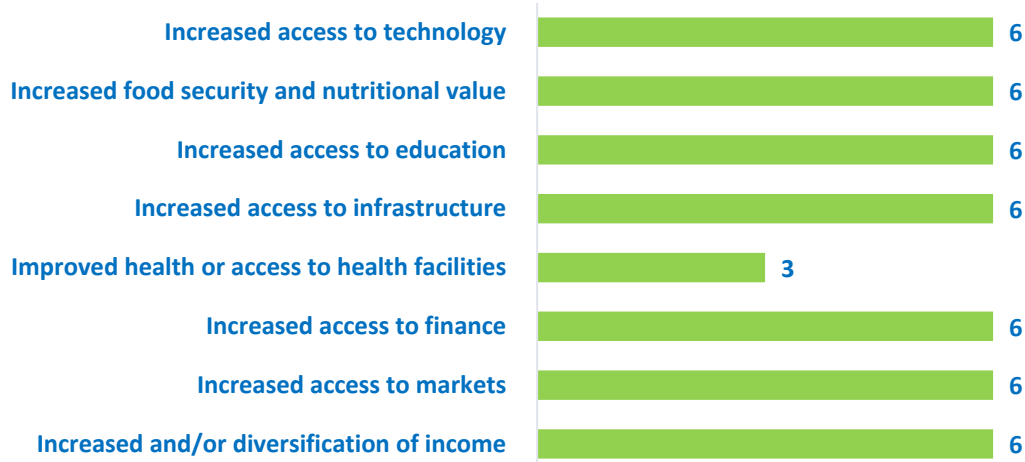 Increased access to technology 6
Increased food security and nutritional value 6
Increased access to education 6
Increased access to infrastructure 6
Improved health or access to health facilities 3
Increased access to finance 6
Increased access to markets 6
Increased and/or diversification of income 6